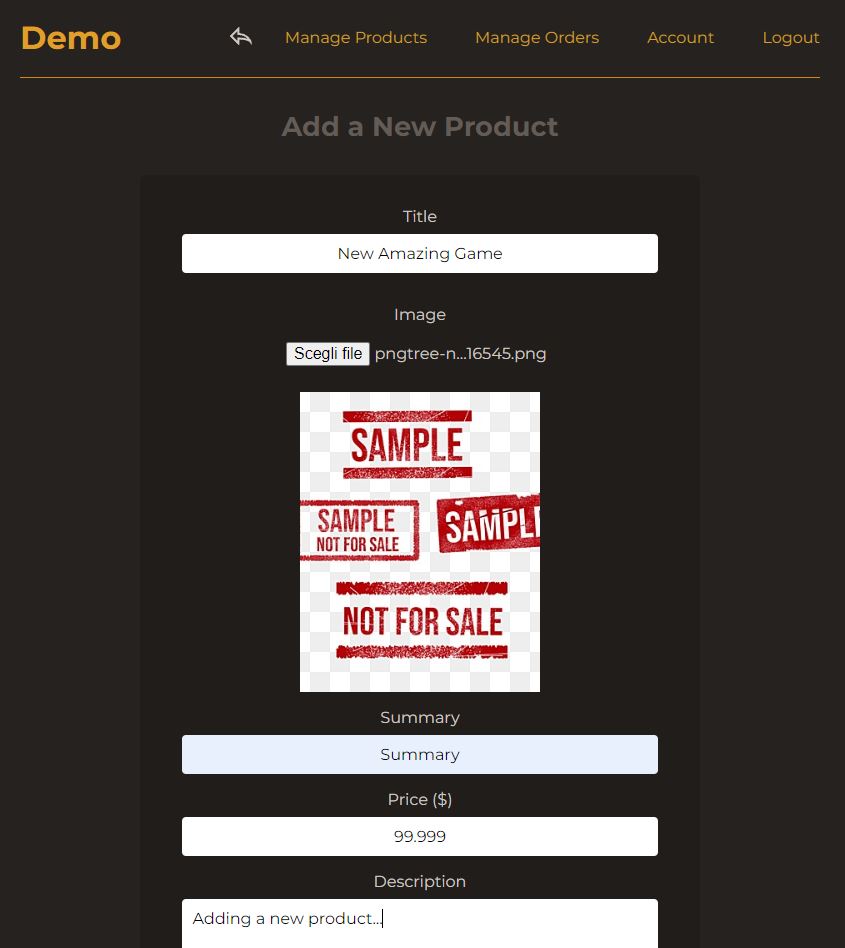 Demo
Manage Products
Manage Orders
Account
Logout
Add a New Product
Title
New Amazing Game
Image
Scegli file pngtree-n...16545.png
SAMPLE
SAMPLE
NOT FOR SALE
SAMPL
NOT FOR SALE
Summary
Summary
Price ($)
99.999
Description
Adding a new product...